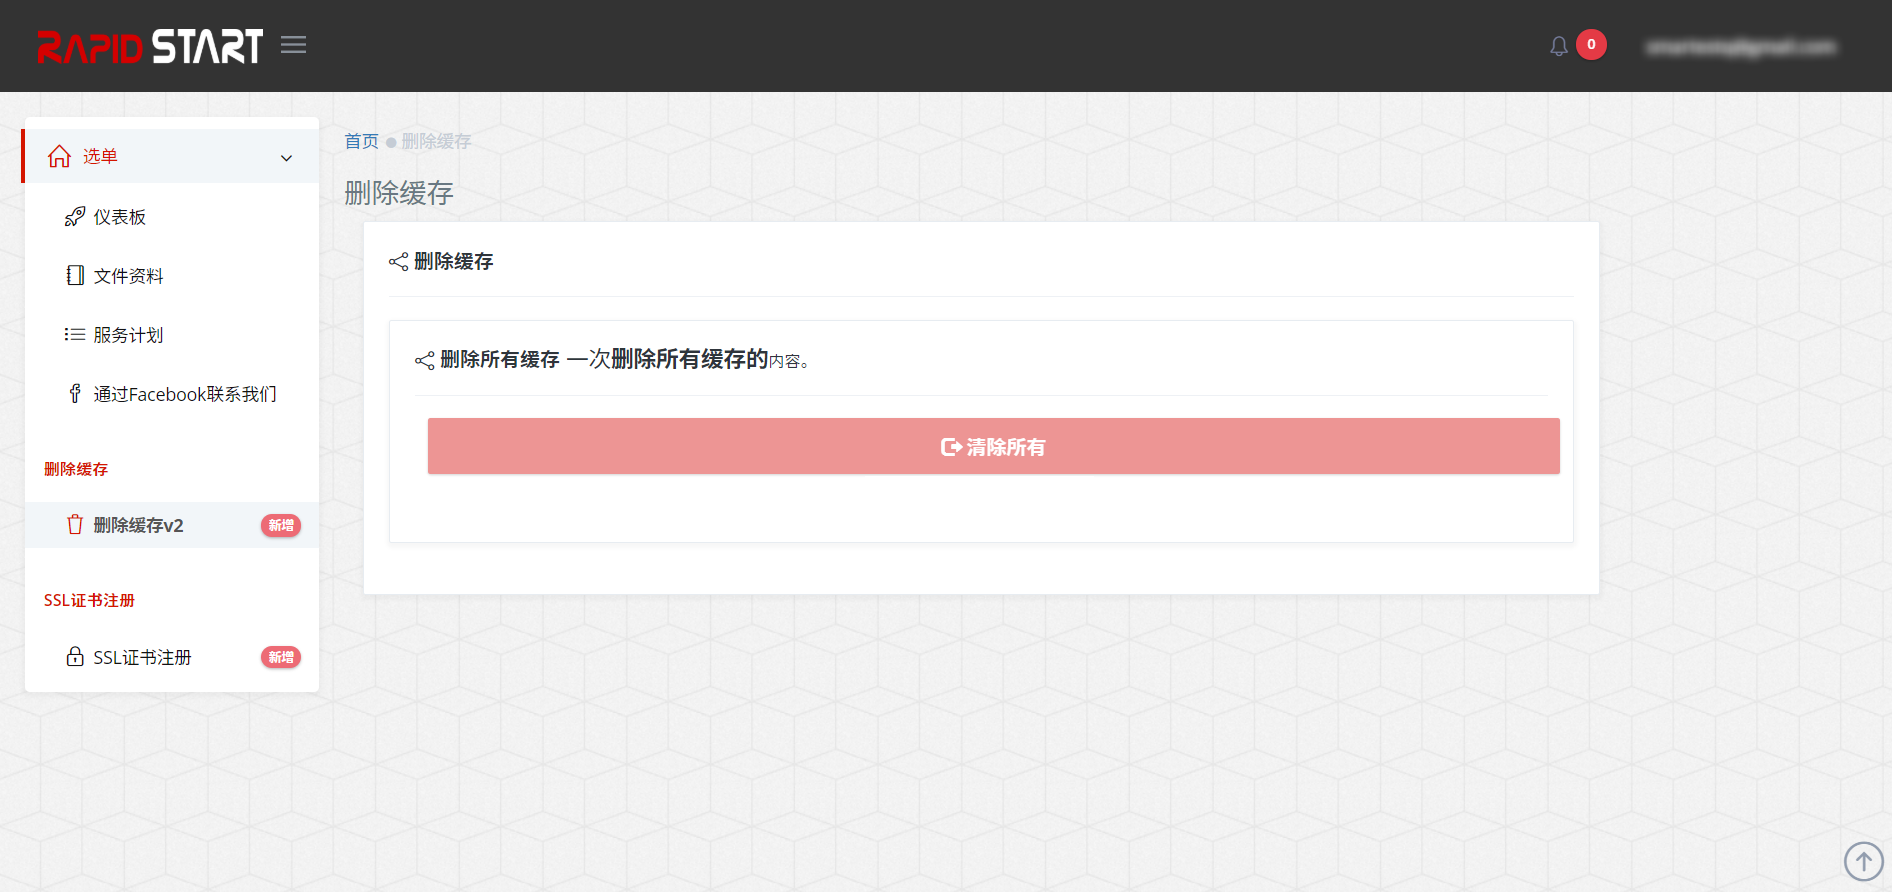 RAPID START
0
选单
仪表板
文件资料
服务计划
通过Facebook联系我们
删除缓存
删除缓存v2 新增
SSL证书注册
SSL证书注册 新增
首页 删除缓存
删除缓存
删除缓存
删除所有缓存 一次删除所有缓存的内容。
清除所有